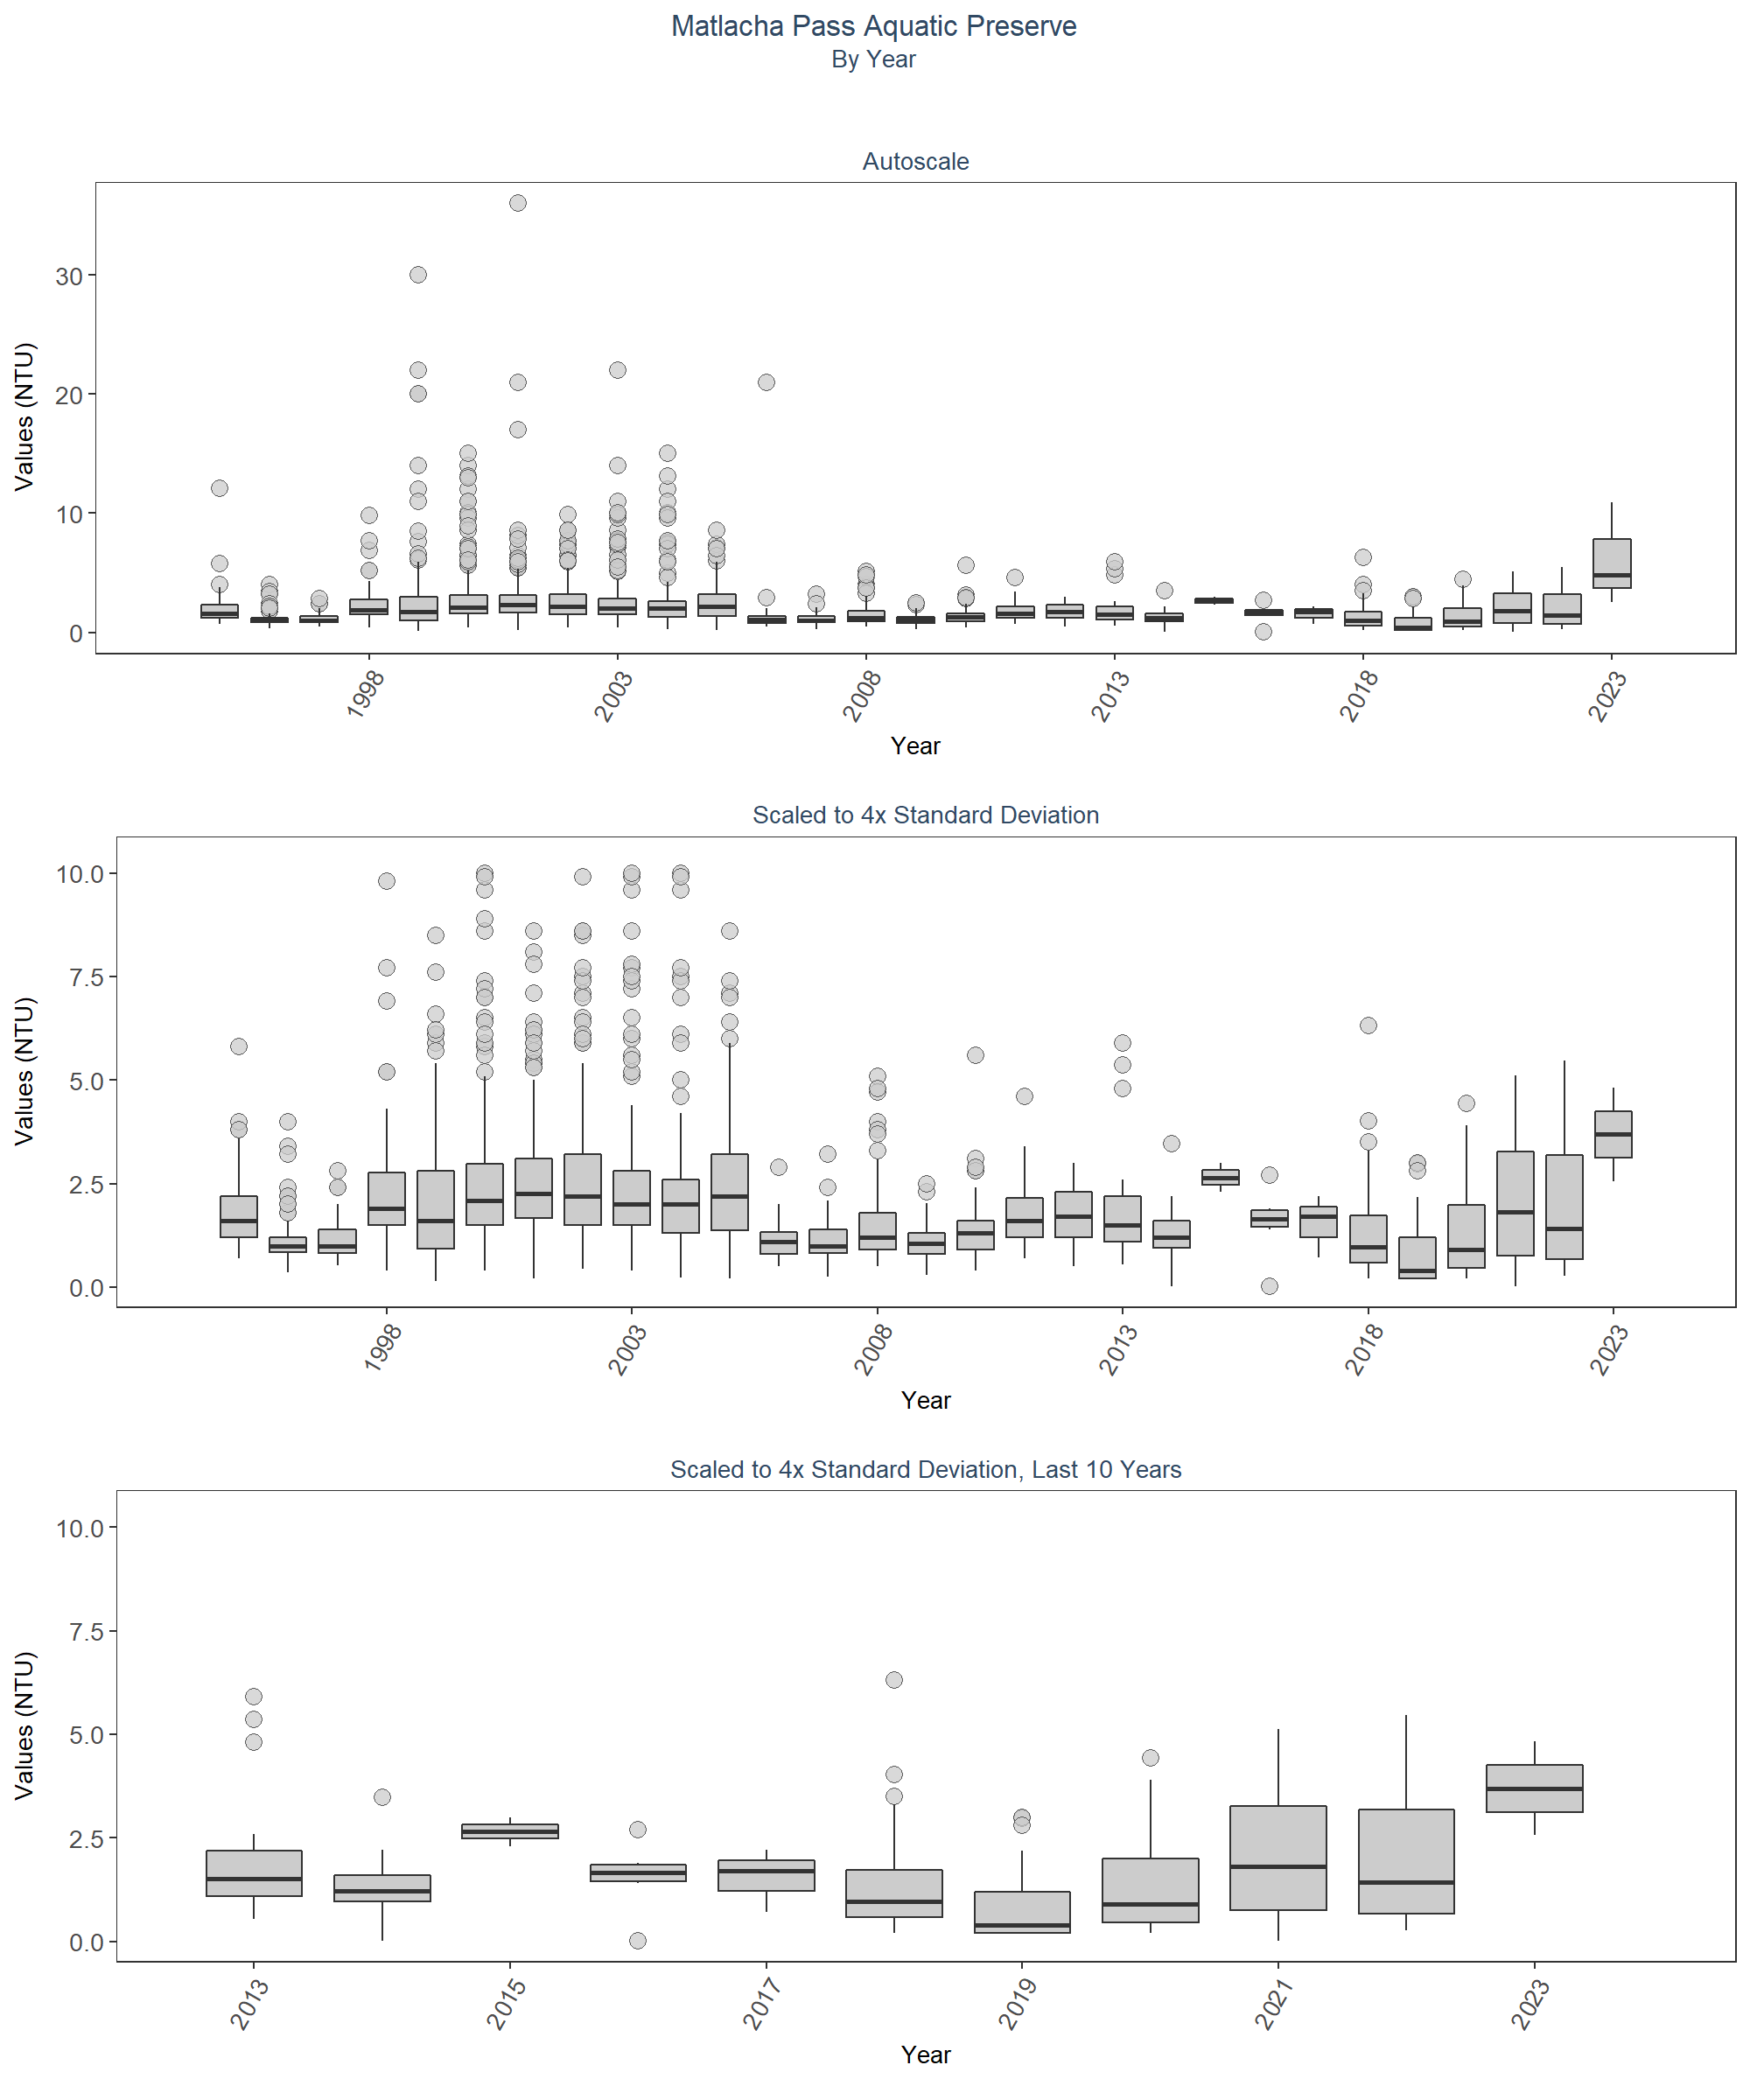 Matlacha Pass Aquatic Preserve
By Year
Autoscale
Values (NTU)
30
20
10
0
1998
2003
2008
2013
2018
2023
Year
Scaled to 4x Standard Deviation
Values (NTU)
10.0
7.5
5.0
2.5
0.0
1998
2003
2008
2013
2018
2023
Year
Scaled to 4x Standard Deviation, Last 10 Years
Values (NTU)
10.0
7.5
5.0
2.5
0.0
2013
2015
2017
2019
2021
2023
Year